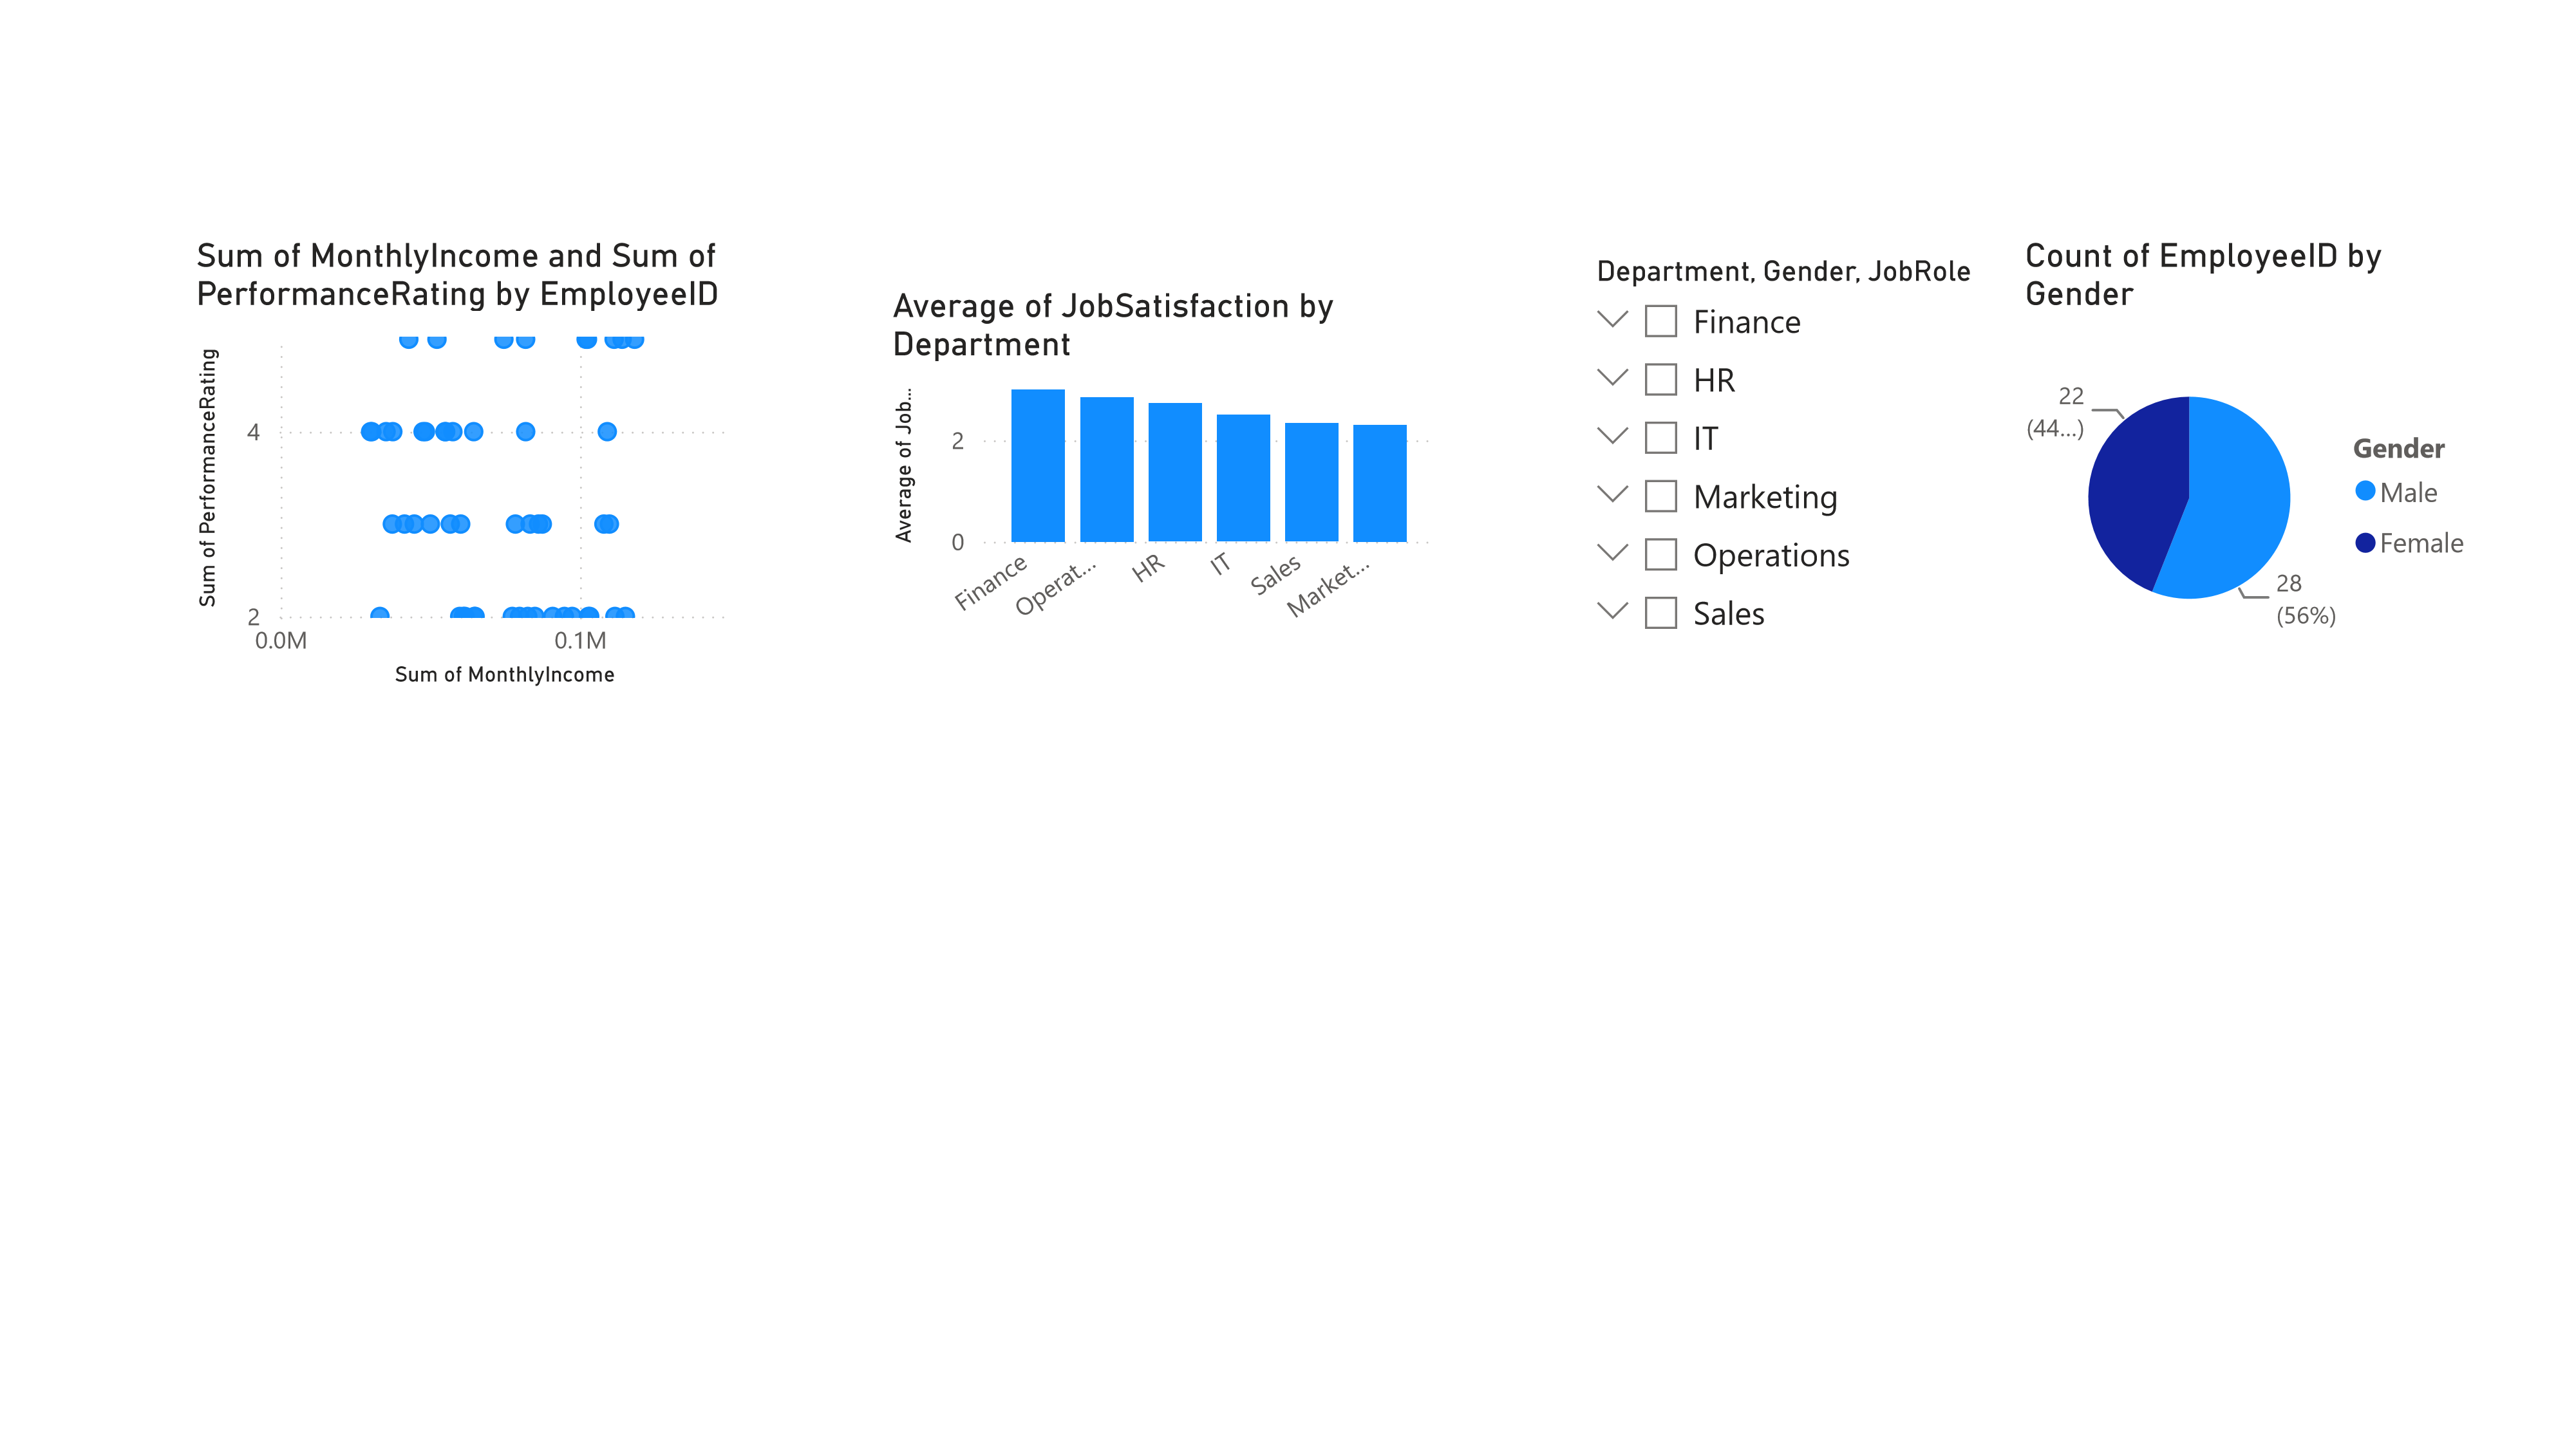 Sum of MonthlyIncome and Sum of
PerformanceRating by EmployeeID
Sum of PerformanceRating
4
2
0.0M
0.1M
Sum of MonthlyIncome
Average of JobSatisfaction by
Department
Average of Job...
2
0
Finance
Operat...
HR
IT
Sales
Market...
Department, Gender, JobRole
Finance
HR
IT
Marketing
Operations
Sales
Count of EmployeeID by
Gender
22
(44...)
28
(56%)
Gender
Male
Female